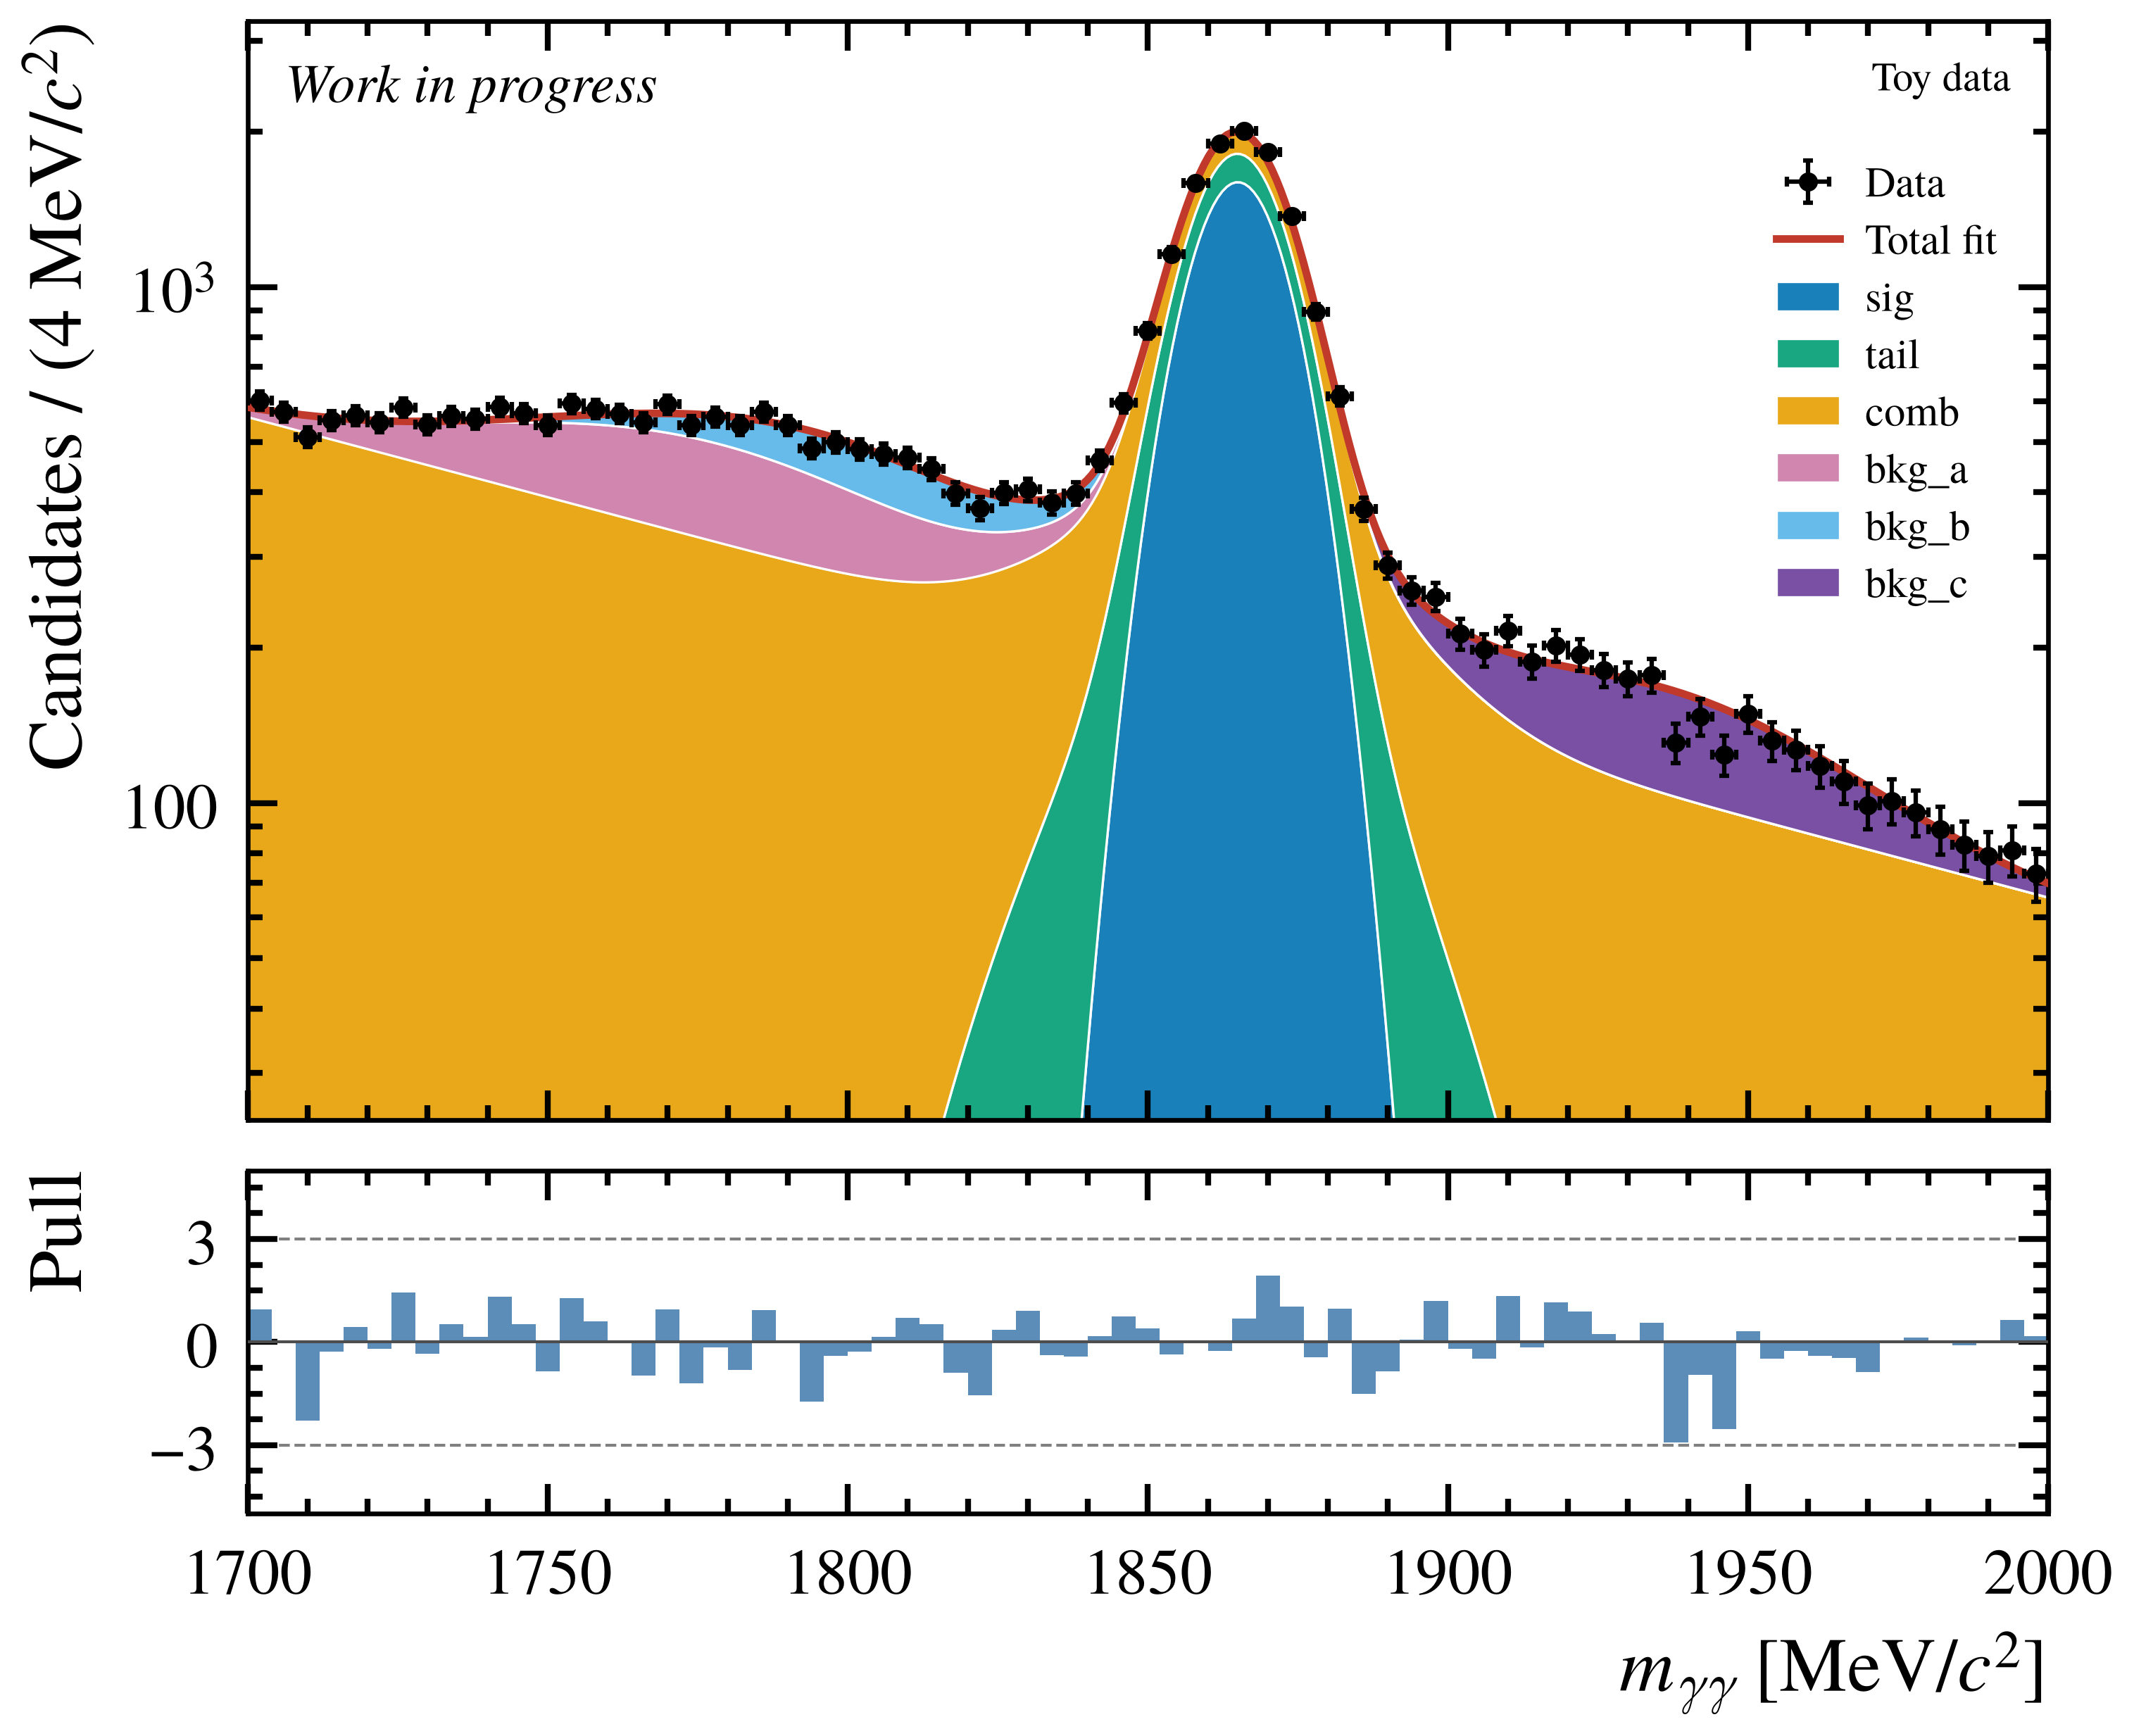 Work in progress
Toy data
Data
Total fit
sig
tail
comb
bkg_a
bkg_b
bkg_c
Candidates / (4 MeV/c²)
10³
100
Pull
3
0
−3
1700 1750 1800 1850 1900 1950 2000
m_γγ [MeV/c²]